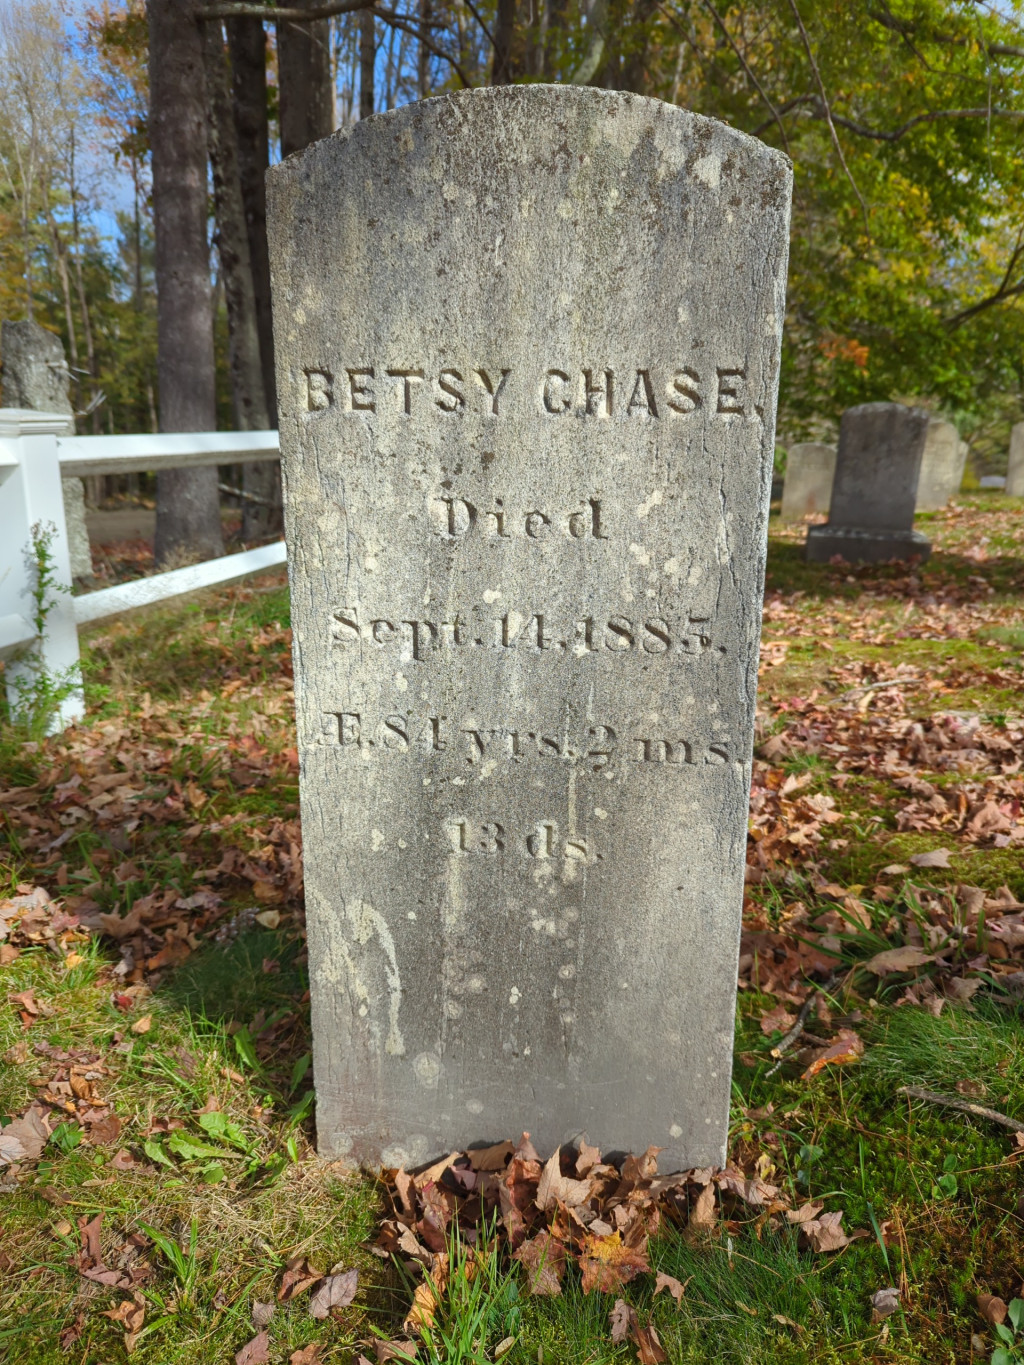 BETSY CHASE.
Died
Sept. 14, 1885.
Æ. 84 yrs. 2 ms.
13 ds.